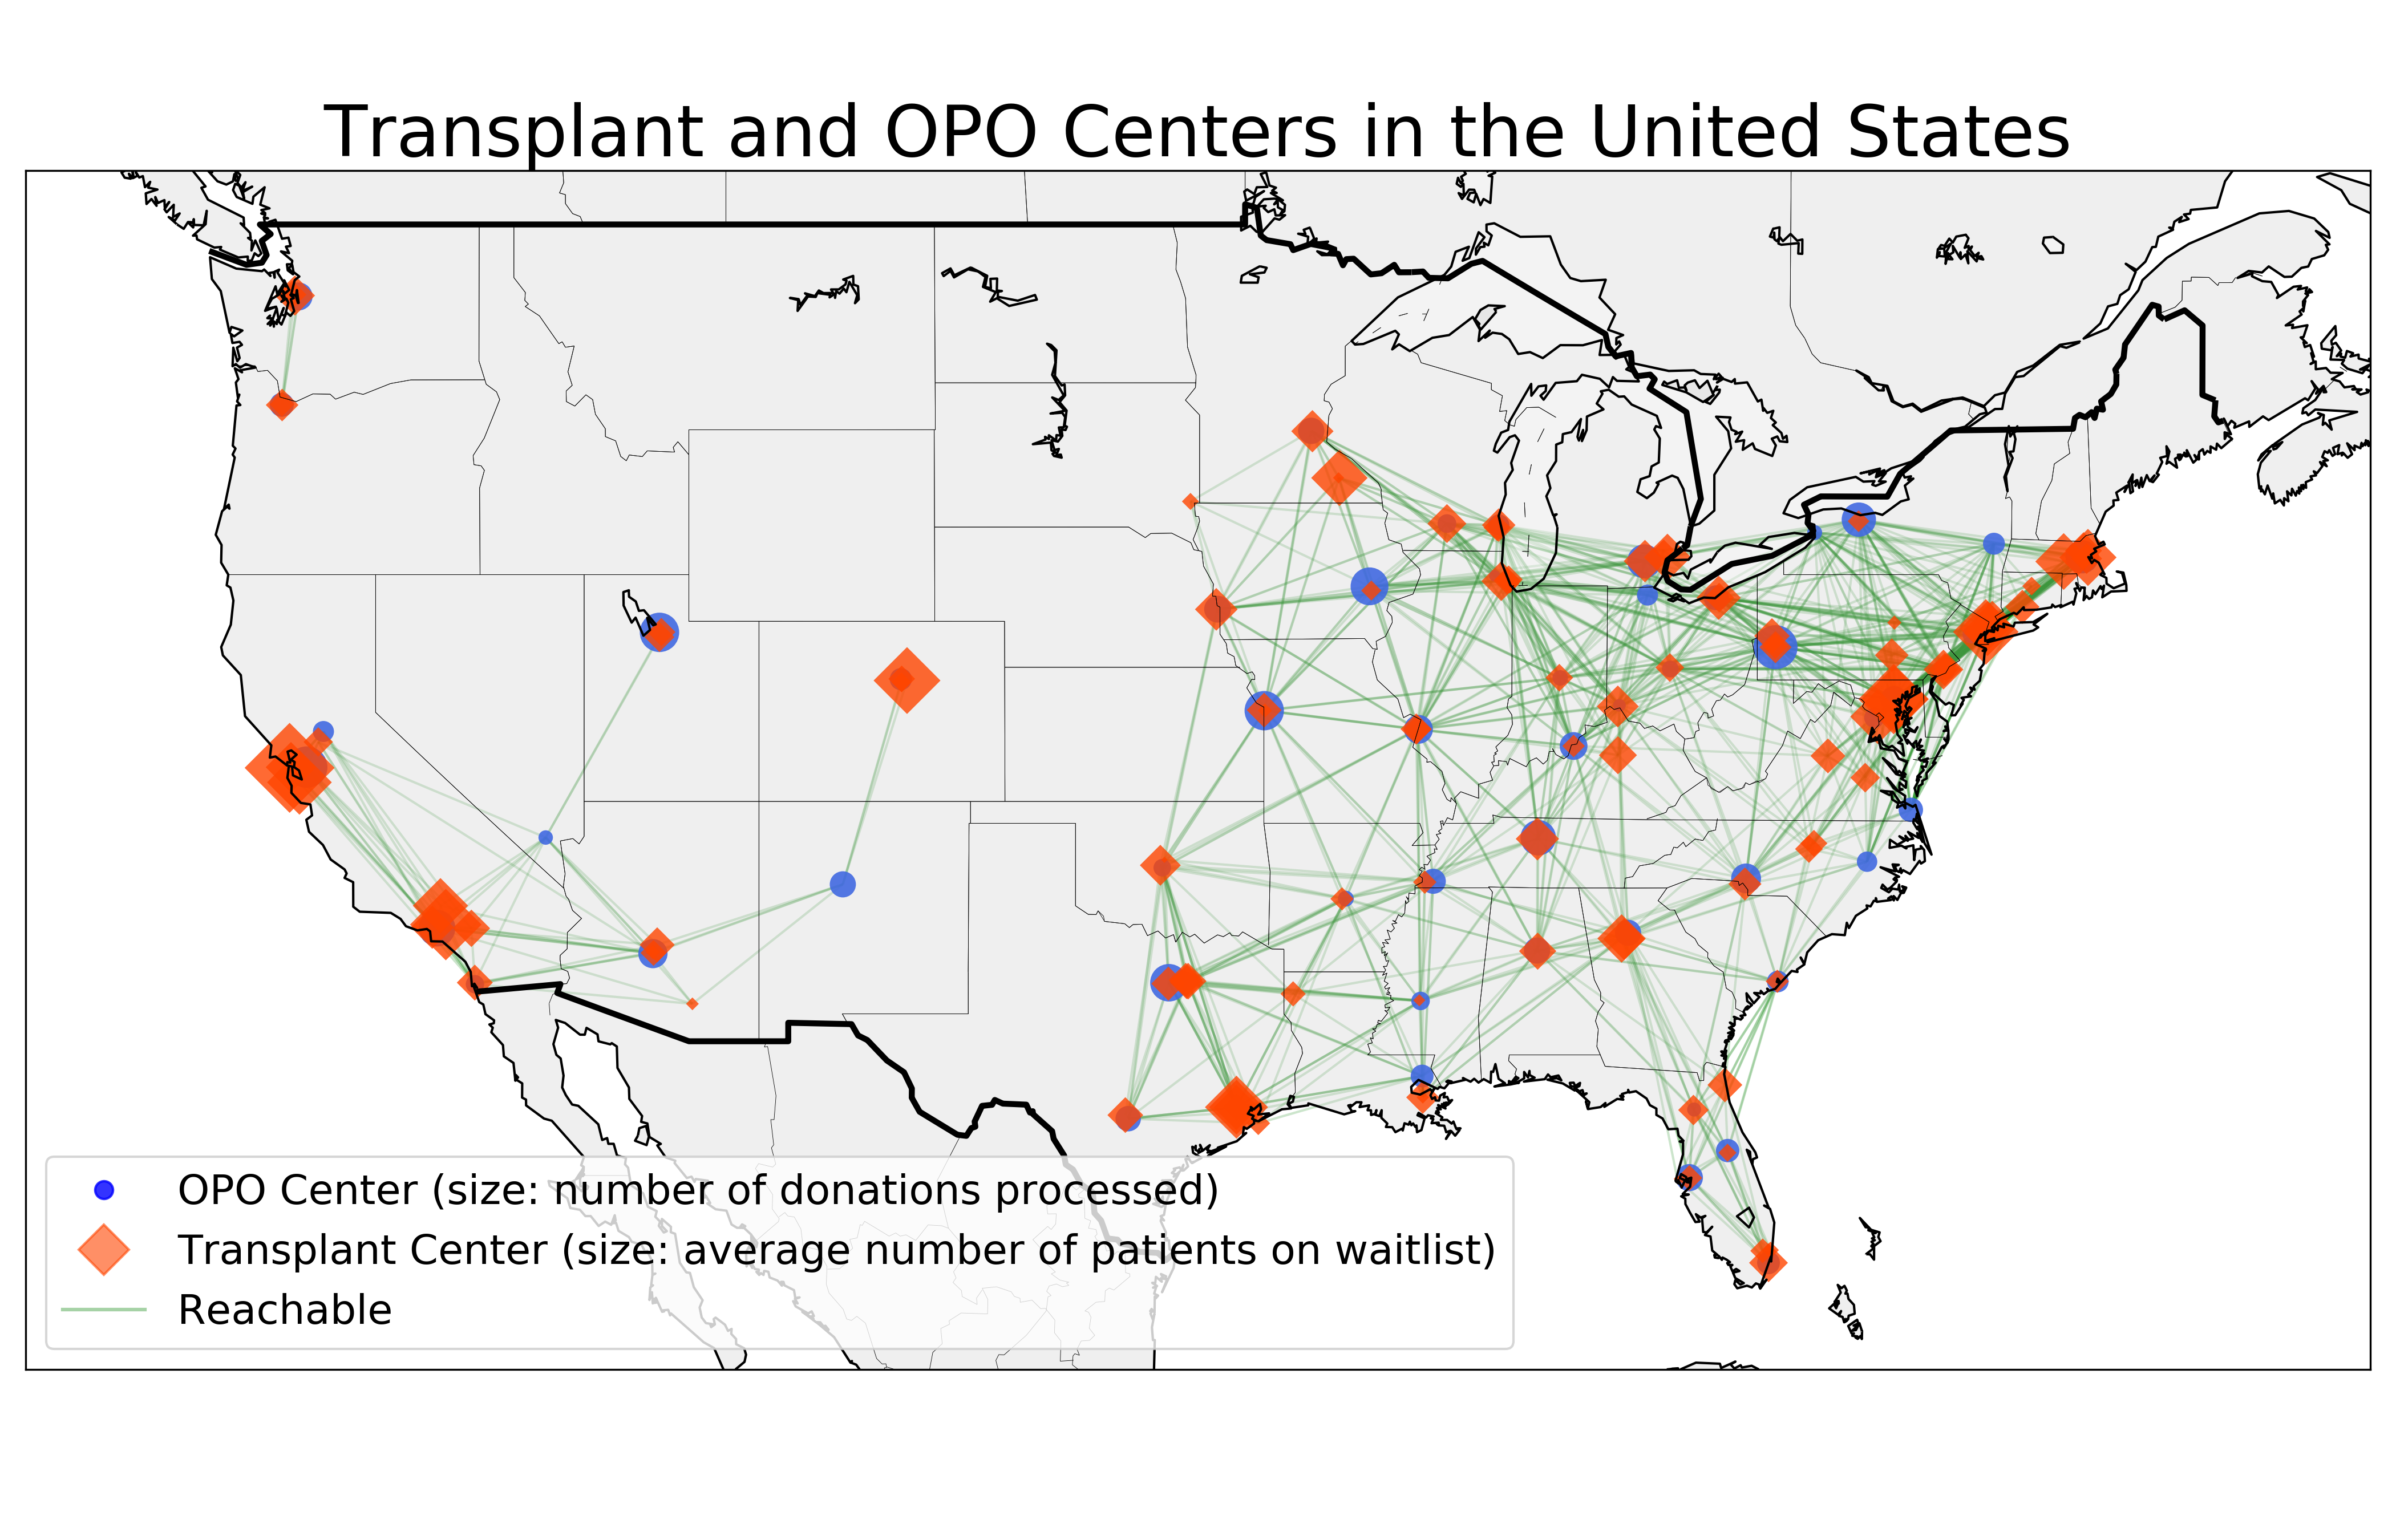 Transplant and OPO Centers in the United States
OPO Center (size: number of donations processed)
Transplant Center (size: average number of patients on waitlist)
Reachable